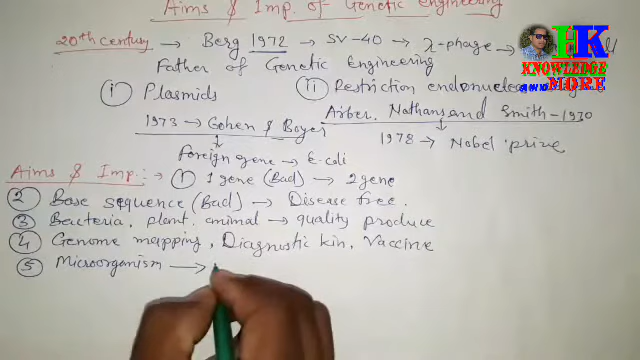 Aims & Imp. of Genetic Engineering
20th Century → Berg 1972 → SV-40 → λ-phage →
Father of Genetic Engineering
HK
KNOWLEDGE
AND MORE
(i) Plasmids
(ii) Restriction endonuclea
1973 → Cohen & Boyer
Arber, Nathans and Smith-1970
1978 → Nobel prize
Foreign gene → E-coli
Aims & Imp :→ (1) 1 gene (Bad) → 2 gene
(2) Base sequence (Bad) → Disease free.
(3) Bacteria, plant, animal → quality produce
(4) Genome mapping, Diagnostic kin, Vaccine
(5) Microorganism →